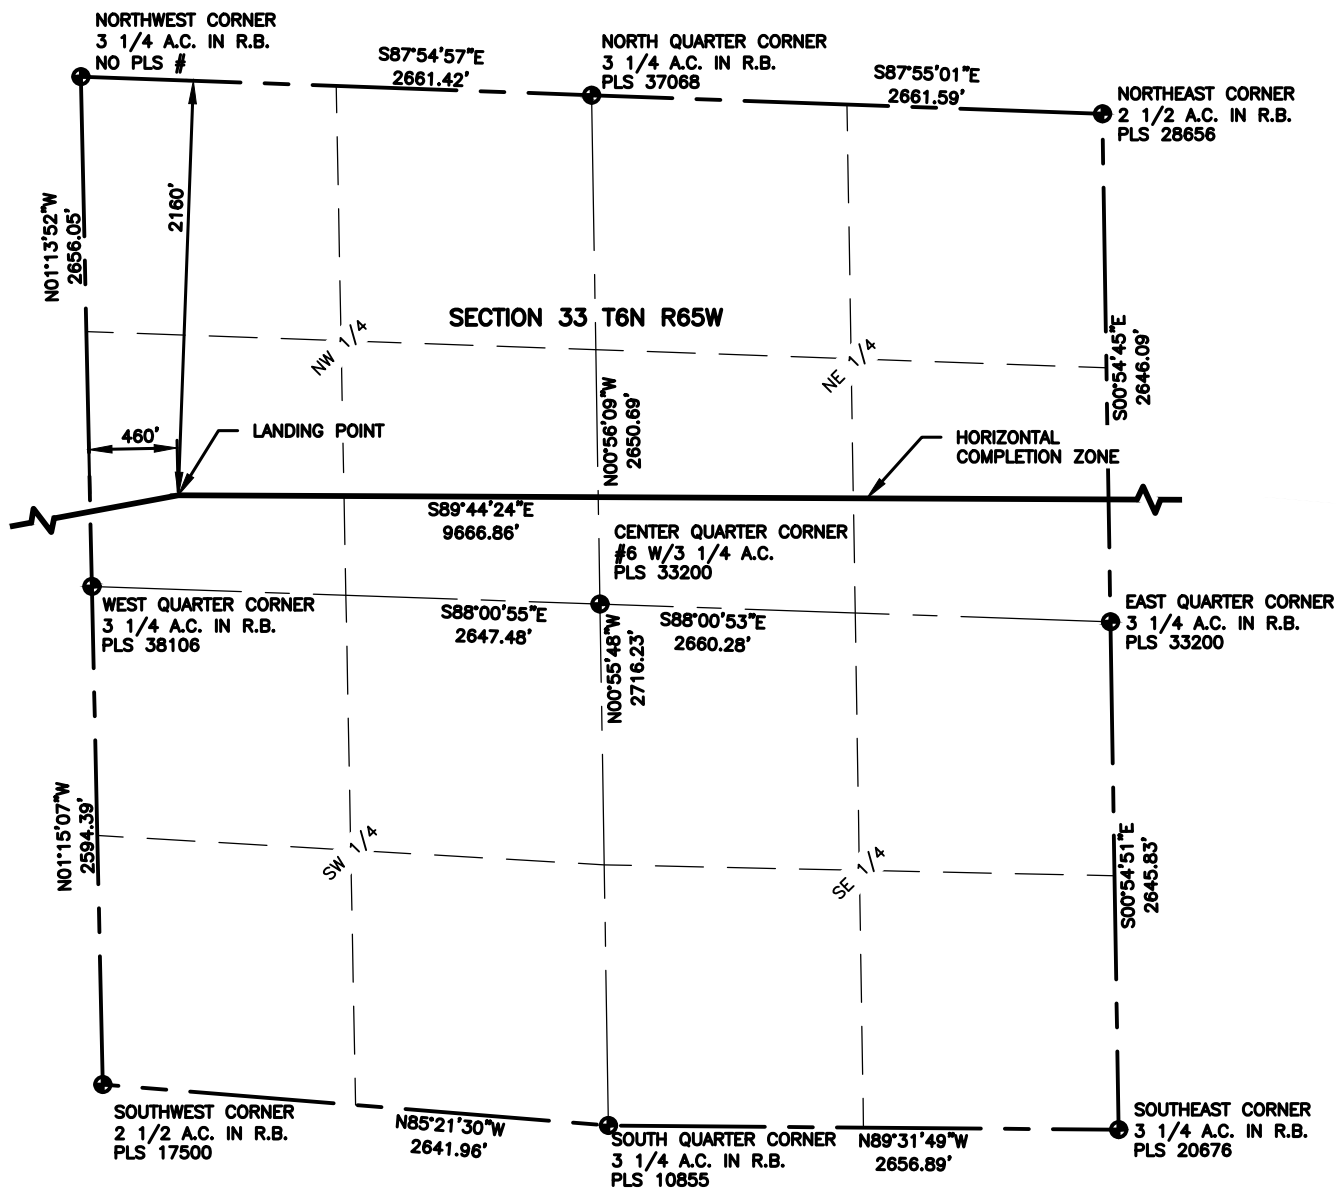 NORTHWEST CORNER
3 1/4 A.C. IN R.B.
NO PLS #
S87°54'57"E
2661.42'
NORTH QUARTER CORNER
3 1/4 A.C. IN R.B.
PLS 37068
S87°55'01"E
2661.59'
NORTHEAST CORNER
2 1/2 A.C. IN R.B.
PLS 28656
N01°13'52"W
2656.05'
2160'
SECTION 33 T6N R65W
NW 1/4
NE 1/4
S00°54'45"E
2646.09'
N00°56'09"W
2650.69'
460'
LANDING POINT
HORIZONTAL
COMPLETION ZONE
S89°44'24"E
9666.86'
CENTER QUARTER CORNER
#6 W/3 1/4 A.C.
PLS 33200
WEST QUARTER CORNER
3 1/4 A.C. IN R.B.
PLS 38106
S88°00'55"E
2647.48'
S88°00'53"E
2660.28'
EAST QUARTER CORNER
3 1/4 A.C. IN R.B.
PLS 33200
N00°55'48"W
2716.23'
N01°15'07"W
2594.39'
SW 1/4
SE 1/4
S00°54'51"E
2645.83'
SOUTHWEST CORNER
2 1/2 A.C. IN R.B.
PLS 17500
N85°21'30"W
2641.96'
SOUTH QUARTER CORNER
3 1/4 A.C. IN R.B.
PLS 10855
N89°31'49"W
2656.89'
SOUTHEAST CORNER
3 1/4 A.C. IN R.B.
PLS 20676